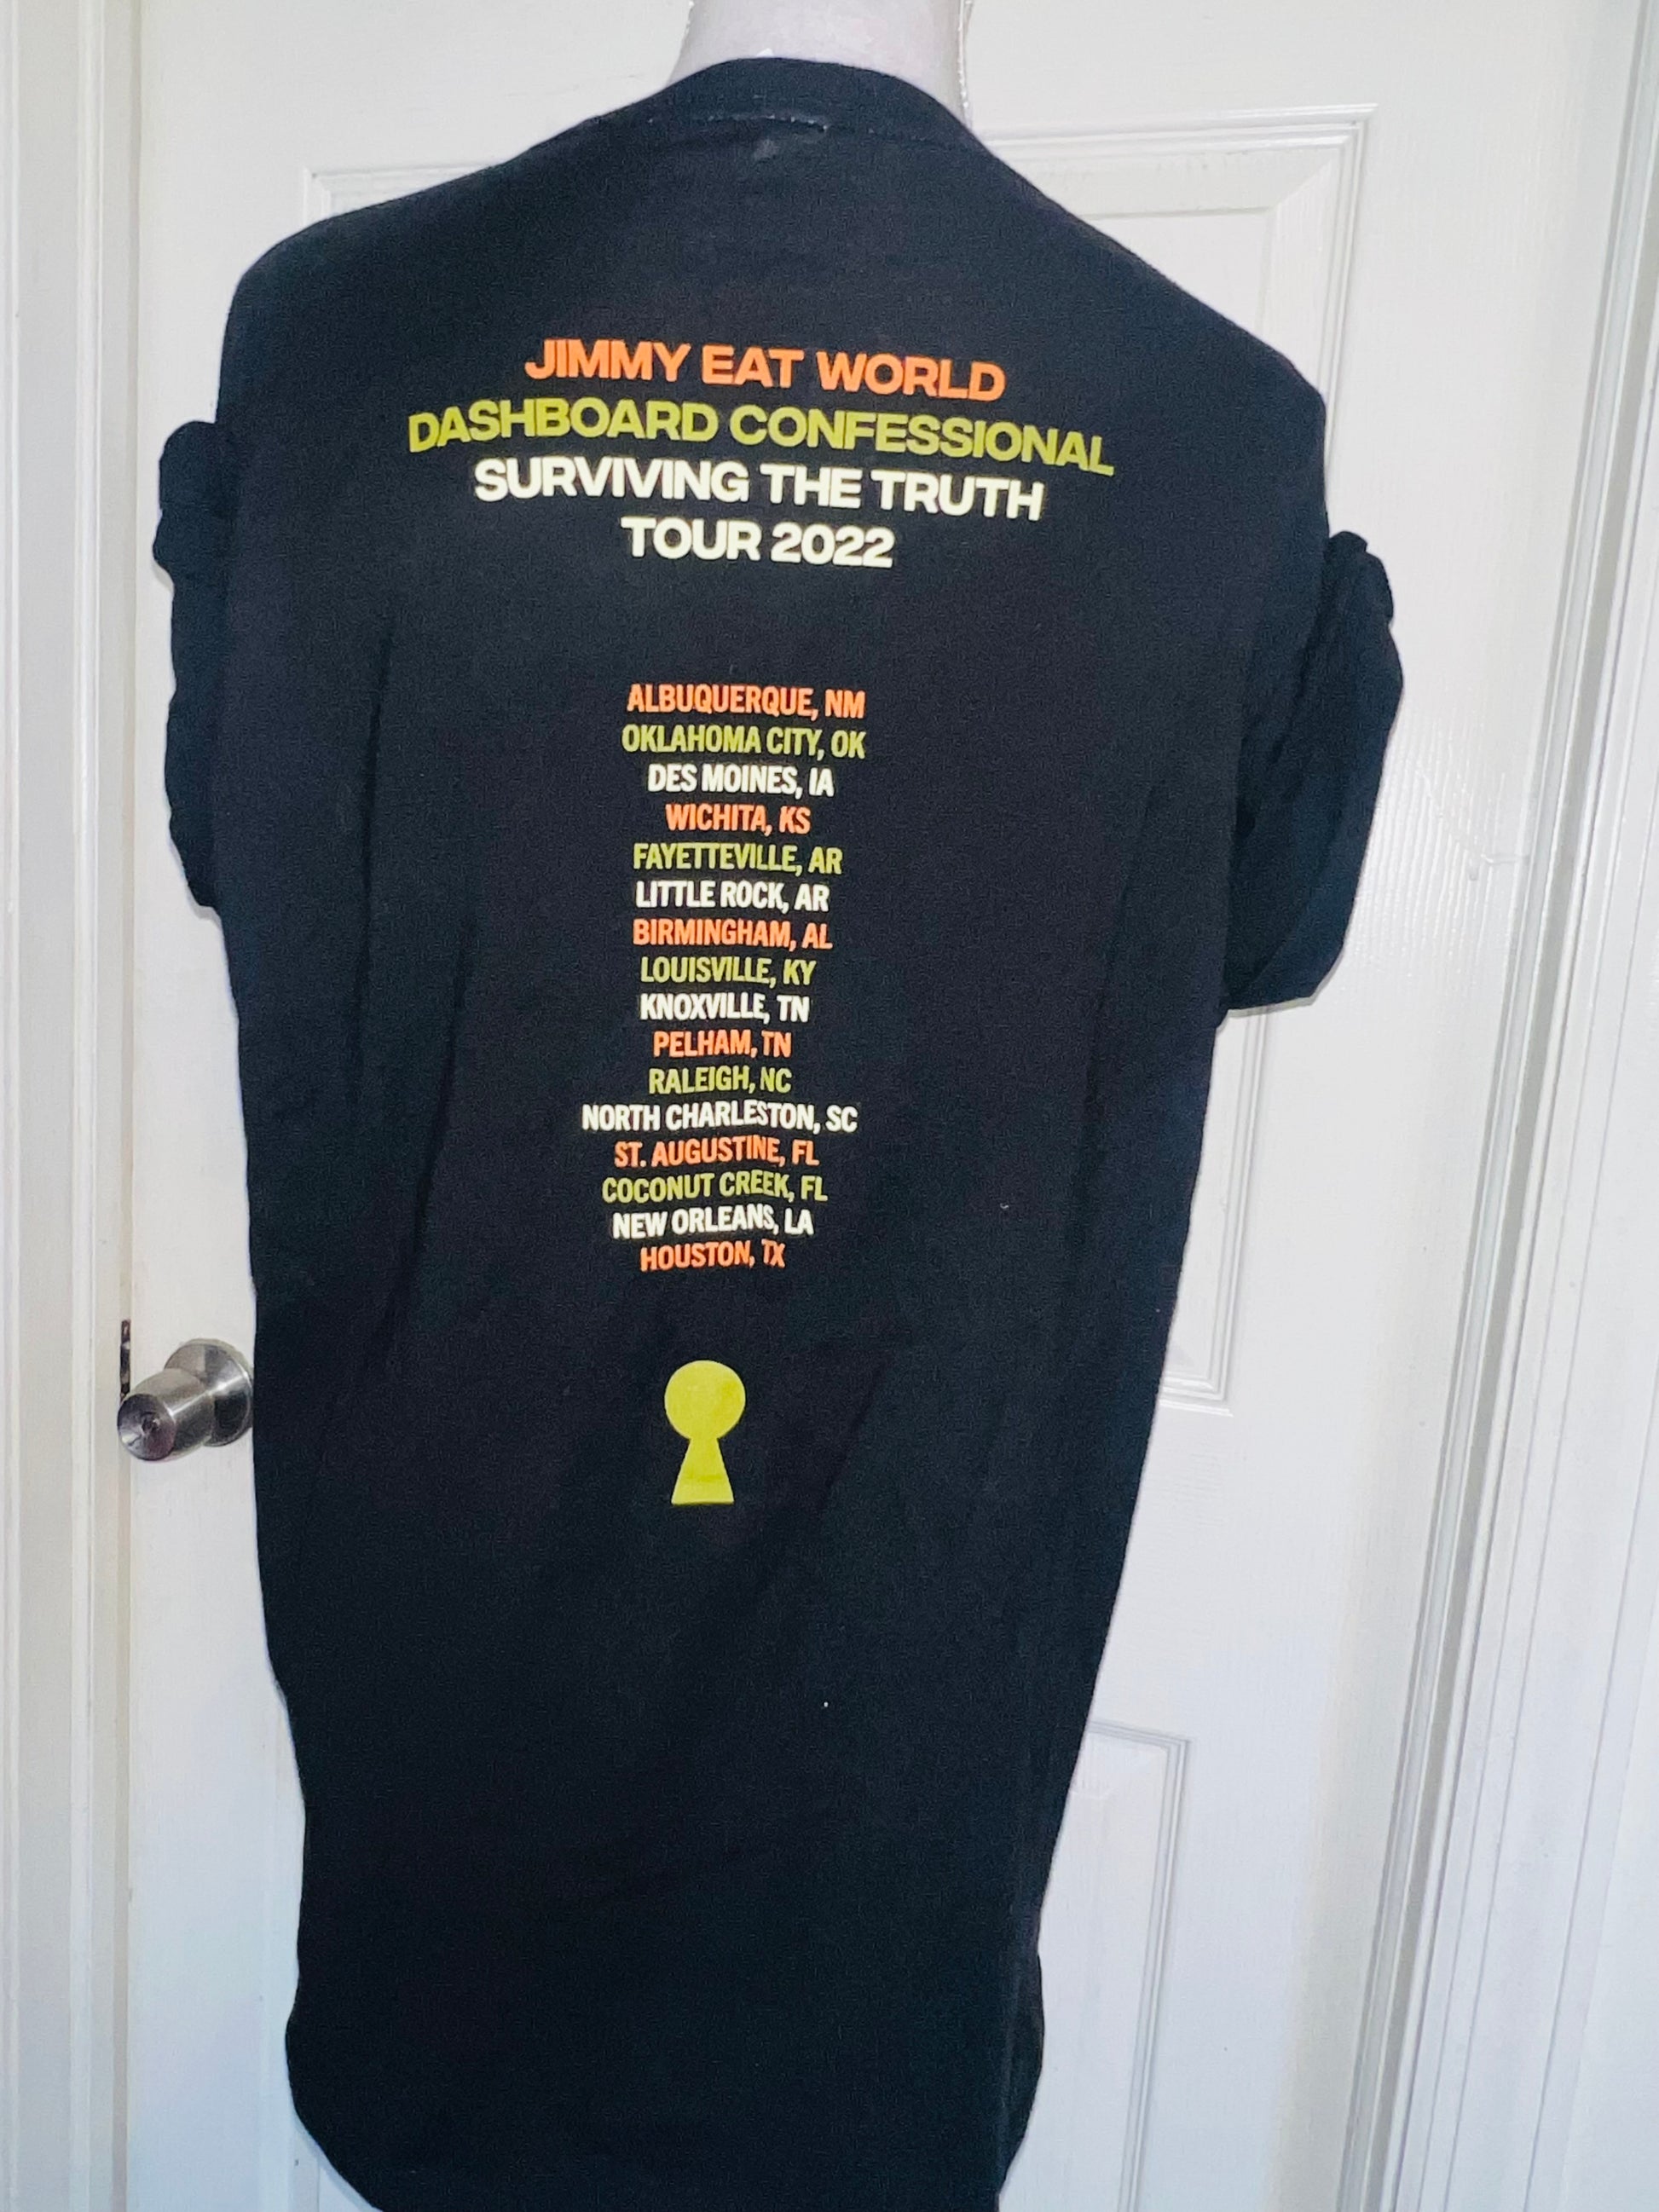 JIMMY EAT WORLD
DASHBOARD CONFESSIONAL
SURVIVING THE TRUTH
TOUR 2022
ALBUQUERQUE, NM
OKLAHOMA CITY, OK
DES MOINES, IA
WICHITA, KS
FAYETTEVILLE, AR
LITTLE ROCK, AR
BIRMINGHAM, AL
LOUISVILLE, KY
KNOXVILLE, TN
PELHAM, TN
RALEIGH, NC
NORTH CHARLESTON, SC
ST. AUGUSTINE, FL
COCONUT CREEK, FL
NEW ORLEANS, LA
HOUSTON, TX